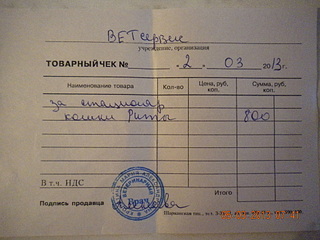 ВЕТсервис
учреждение, организация
ТОВАРНЫЙ ЧЕК № . 2 . 03 2013 г.
Наименование товара Кол-во Цена, руб, коп. Сумма, руб, коп.
за стационар
кошки Риты 800
В т.ч. НДС Итого
Подпись продавца